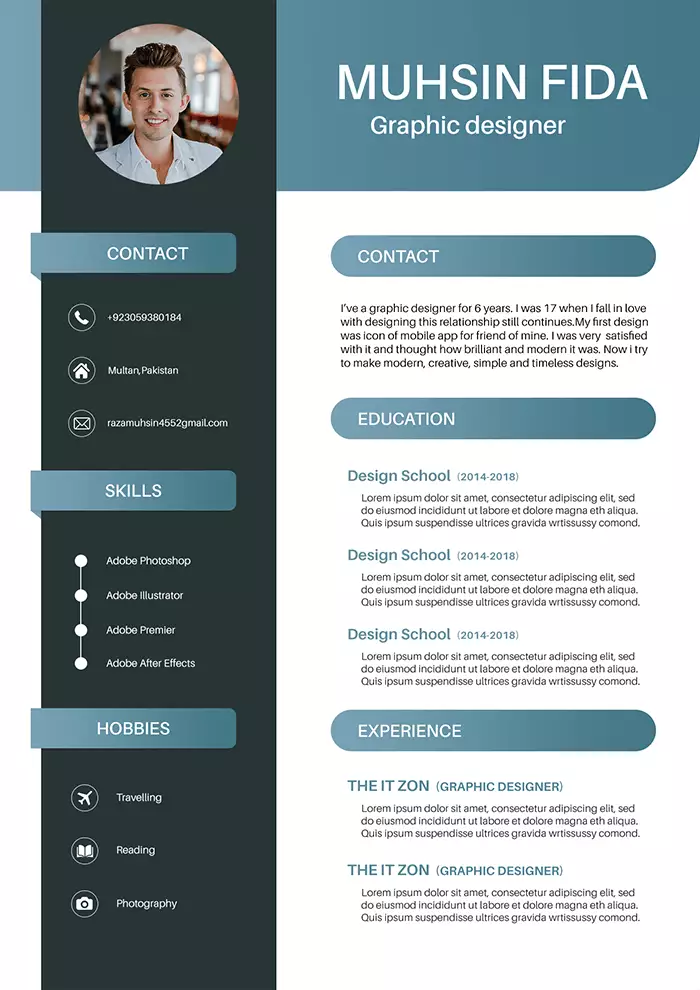 MUHSIN FIDA
Graphic designer
CONTACT
+923059380184
Multan,Pakistan
razamuhsin4552gmail.com
SKILLS
Adobe Photoshop
Adobe Illustrator
Adobe Premier
Adobe After Effects
HOBBIES
Travelling
Reading
Photography
CONTACT
I've a graphic designer for 6 years. I was 17 when I fall in love
with designing this relationship still continues.My first design
was icon of mobile app for friend of mine. I was very satisfied
with it and thought how brilliant and modern it was. Now i try
to make modern, creative, simple and timeless designs.
EDUCATION
Design School (2014-2018)
Lorem ipsum dolor sit amet, consectetur adipiscing elit, sed
do eiusmod incididunt ut labore et dolore magna eth aliqua.
Quis ipsum suspendisse ultrices gravida wrtissussy comond.
Design School (2014-2018)
Lorem ipsum dolor sit amet, consectetur adipiscing elit, sed
do eiusmod incididunt ut labore et dolore magna eth aliqua.
Quis ipsum suspendisse ultrices gravida wrtissussy comond.
Design School (2014-2018)
Lorem ipsum dolor sit amet, consectetur adipiscing elit, sed
do eiusmod incididunt ut labore et dolore magna eth aliqua.
Quis ipsum suspendisse ultrices gravida wrtissussy comond.
EXPERIENCE
THE IT ZON (GRAPHIC DESIGNER)
Lorem ipsum dolor sit amet, consectetur adipiscing elit, sed
do eiusmod incididunt ut labore et dolore magna eth aliqua.
Quis ipsum suspendisse ultrices gravida wrtissussy comond.
THE IT ZON (GRAPHIC DESIGNER)
Lorem ipsum dolor sit amet, consectetur adipiscing elit, sed
do eiusmod incididunt ut labore et dolore magna eth aliqua.
Quis ipsum suspendisse ultrices gravida wrtissussy comond.